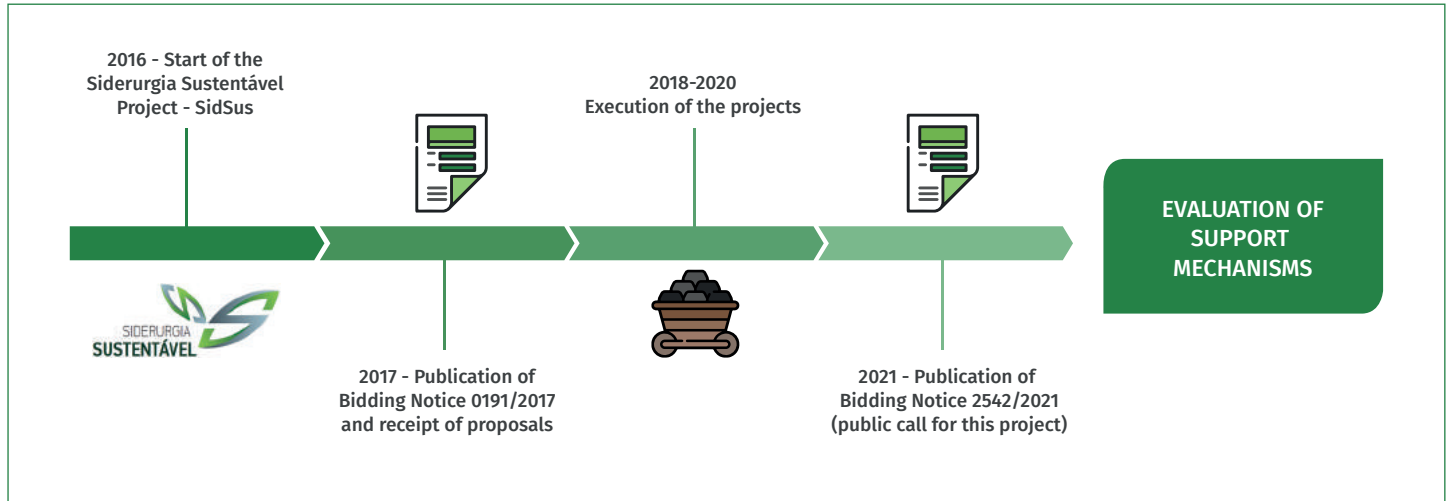 2016 - Start of the
Siderurgia Sustentável
Project - SidSus
2018-2020
Execution of the projects
EVALUATION OF
SUPPORT
MECHANISMS
SIDERURGIA
SUSTENTÁVEL
2017 - Publication of
Bidding Notice 0191/2017
and receipt of proposals
2021 - Publication of
Bidding Notice 2542/2021
(public call for this project)